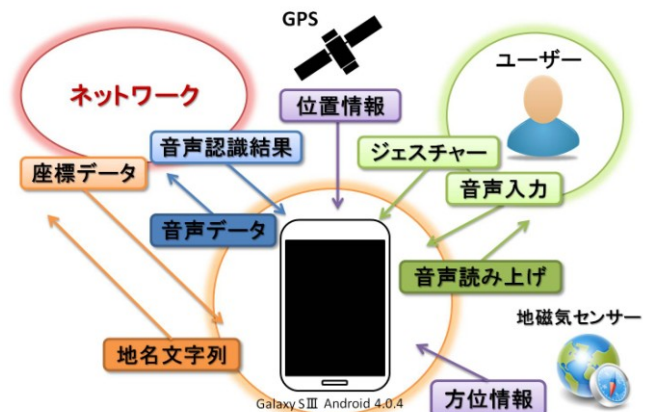 GPS
ユーザー
ネットワーク
位置情報
音声認識結果
ジェスチャー
座標データ
音声入力
音声データ
音声読み上げ
地磁気センサー
地名文字列
方位情報
Galaxy SⅢ Android 4.0.4